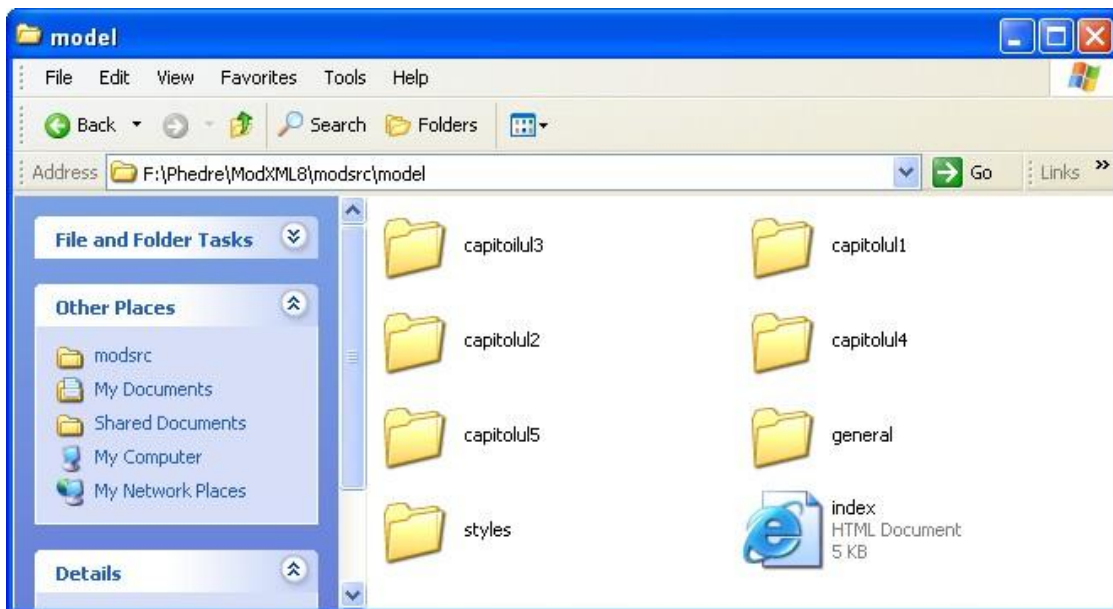 model
File Edit View Favorites Tools Help
Back Search Folders
Address F:\Phedre\ModXML8\modsrc\model Go Links »
File and Folder Tasks
Other Places
modsrc
My Documents
Shared Documents
My Computer
My Network Places
Details
capitoilul3 capitolul1
capitolul2 capitolul4
capitolul5 general
styles index
HTML Document
5 KB